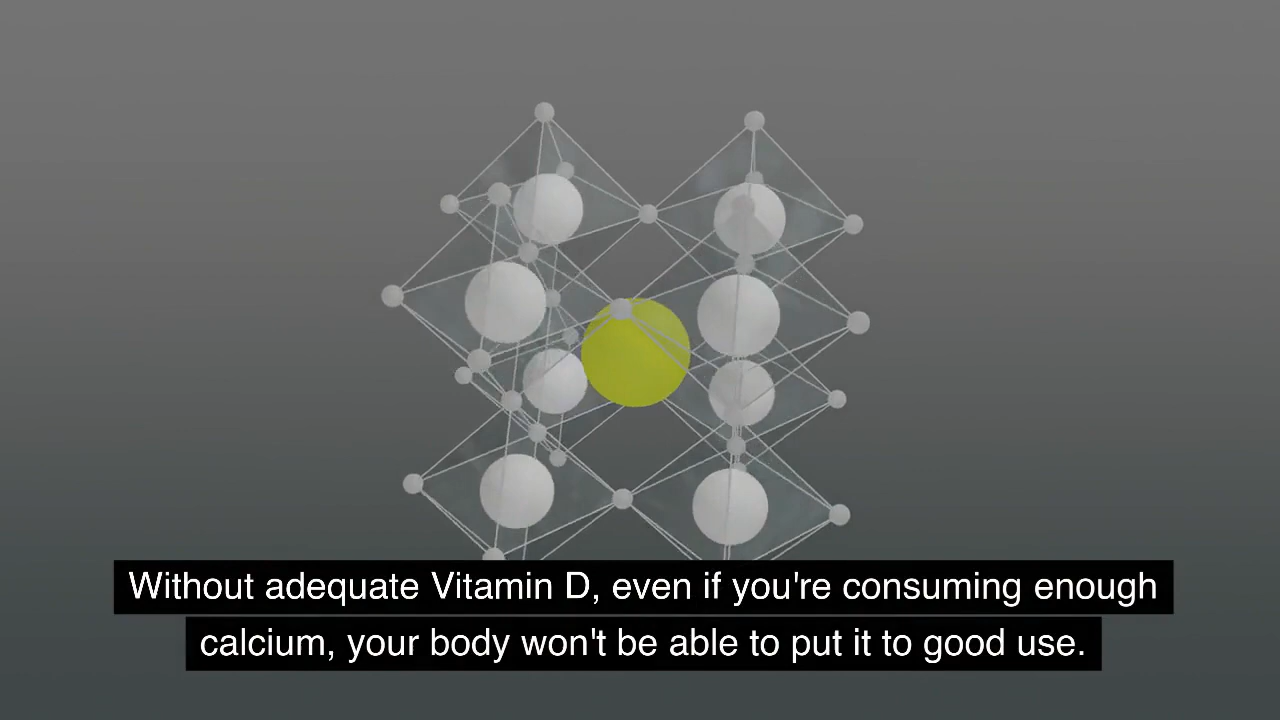 Without adequate Vitamin D, even if you're consuming enough
calcium, your body won't be able to put it to good use.